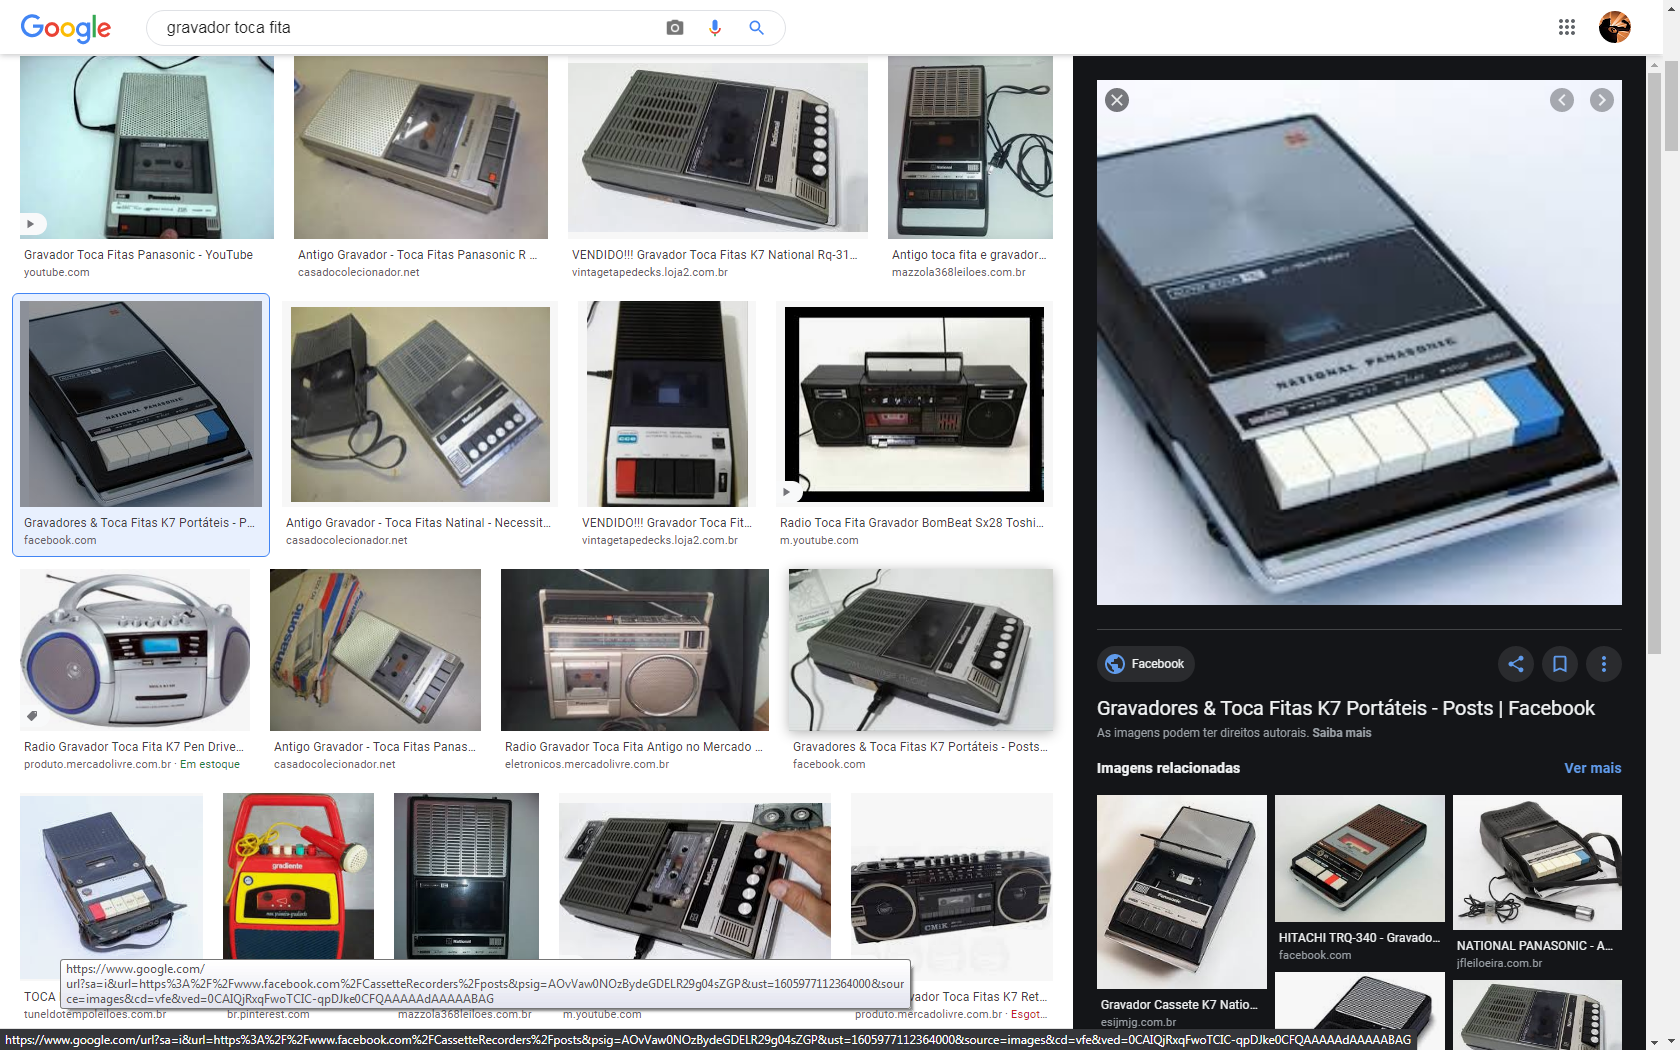 Google
gravador toca fita
Gravador Toca Fitas Panasonic - YouTube
youtube.com
Antigo Gravador - Toca Fitas Panasonic R ...
casadocolecionador.net
VENDIDO!!! Gravador Toca Fitas K7 National Rq-31...
vintagetapedecks.loja2.com.br
Antigo toca fita e gravador...
mazzola368leiloes.com.br
Gravadores & Toca Fitas K7 Portáteis - P...
facebook.com
Antigo Gravador - Toca Fitas Natinal - Necessit...
casadocolecionador.net
VENDIDO!!! Gravador Toca Fit...
vintagetapedecks.loja2.com.br
Radio Toca Fita Gravador BomBeat Sx28 Toshi...
m.youtube.com
Radio Gravador Toca Fita K7 Pen Drive...
produto.mercadolivre.com.br · Em estoque
Antigo Gravador - Toca Fitas Panas...
casadocolecionador.net
Radio Gravador Toca Fita Antigo no Mercado ...
eletronicos.mercadolivre.com.br
Gravadores & Toca Fitas K7 Portáteis - Posts...
facebook.com
gradiente
CMiK
TOCA
tuneldotempoleiloes.com.br
br.pinterest.com
mazzola368leiloes.com.br
m.youtube.com
vador Toca Fitas K7 Ret...
produto.mercadolivre.com.br · Esgot...
https://www.google.com/
url?sa=i&url=https%3A%2F%2Fwww.facebook.com%2FCassetteRecorders%2Fposts&psig=AOvVaw0NOzBydeGDELR29g04sZGP&ust=1605977112364000&sour
ce=images&cd=vfe&ved=0CAIQjRxqFwoTCIC-qpDJke0CFQAAAAAdAAAAABAG
NATIONAL PANASONIC
Facebook
Gravadores & Toca Fitas K7 Portáteis - Posts | Facebook
As imagens podem ter direitos autorais. Saiba mais
Imagens relacionadas
Ver mais
Gravador Cassete K7 Natio...
esijmjg.com.br
HITACHI TRQ-340 - Gravado...
facebook.com
NATIONAL PANASONIC - A...
jfleiloeira.com.br
https://www.google.com/url?sa=i&url=https%3A%2F%2Fwww.facebook.com%2FCassetteRecorders%2Fposts&psig=AOvVaw0NOzBydeGDELR29g04sZGP&ust=1605977112364000&source=images&cd=vfe&ved=0CAIQjRxqFwoTCIC-qpDJke0CFQAAAAAdAAAAABAG